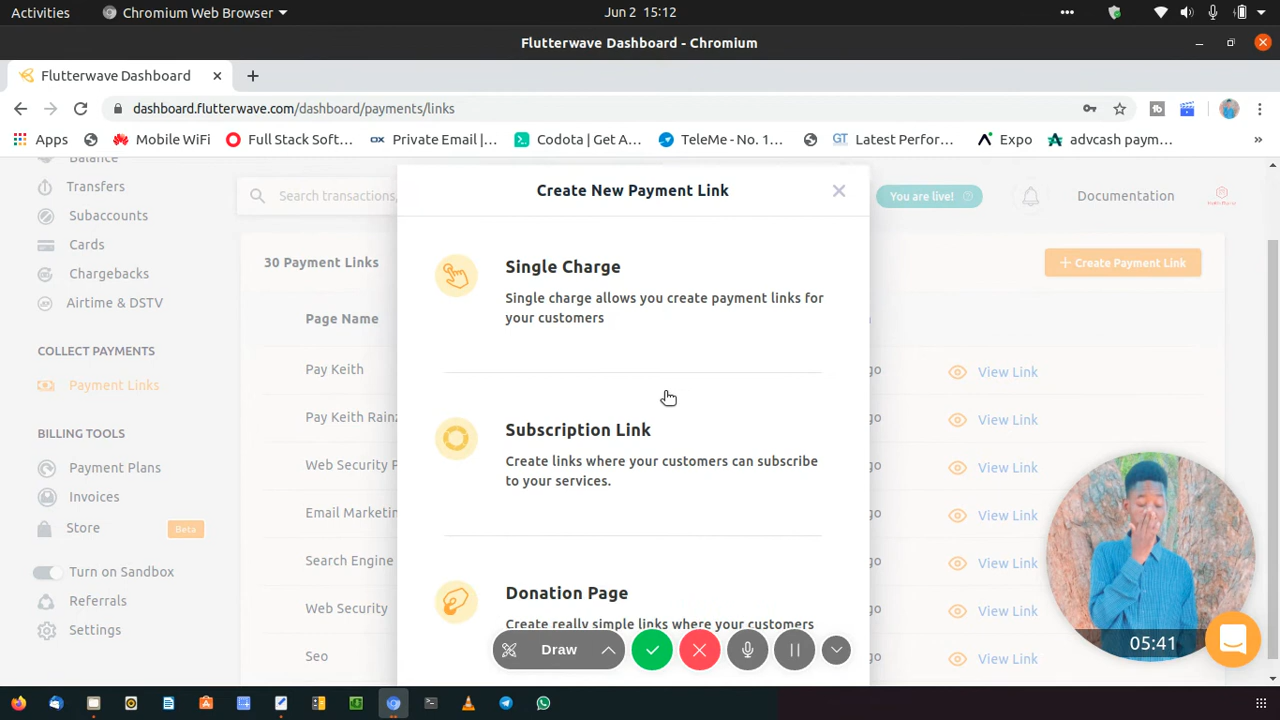 Activities
Chromium Web Browser
Jun 2 15:12
Flutterwave Dashboard - Chromium
Flutterwave Dashboard
dashboard.flutterwave.com/dashboard/payments/links
Apps
Mobile WiFi
Full Stack Soft...
Private Email |...
Codota | Get A...
TeleMe - No. 1...
Latest Perfor...
Expo
advcash paym...
Balance
Transfers
Subaccounts
Cards
Chargebacks
Airtime & DSTV
COLLECT PAYMENTS
Payment Links
BILLING TOOLS
Payment Plans
Invoices
Store
Beta
Turn on Sandbox
Referrals
Settings
Search transactions,
You are live!
Documentation
30 Payment Links
+ Create Payment Link
Page Name
Pay Keith
View Link
Pay Keith Rainz
View Link
Web Security P
View Link
Email Marketin
View Link
Search Engine
View Link
Web Security
View Link
Seo
View Link
Create New Payment Link
Single Charge
Single charge allows you create payment links for
your customers
Subscription Link
Create links where your customers can subscribe
to your services.
Donation Page
Create really simple links where your customers
Draw
05:41